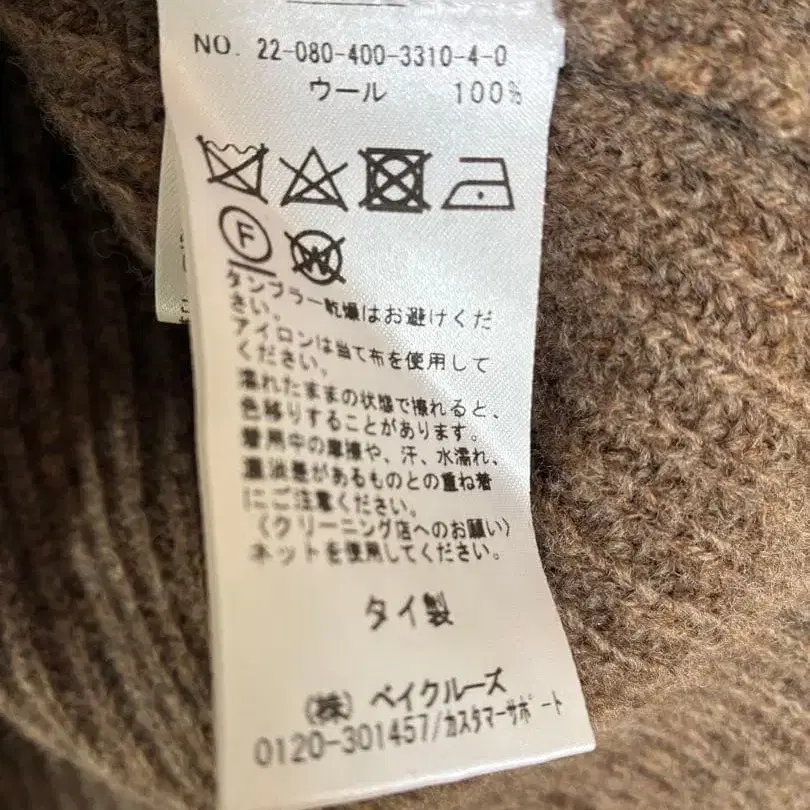 NO. 22-080-400-3310-4-0
ウール 100%
F
W
タンブラー乾燥はお避けくだ
さい。
アイロンは当て布を使用して
ください。
濡れたままの状態で擦れると、
色移りすることがあります。
着用中の摩擦や、汗、水濡れ、
濃淡差があるものとの重ね着
にご注意ください。
（クリーニング店へのお願い）
ネットを使用してください。
タイ製
（株）ベイクルーズ
0120-301457/カスタマーサポート